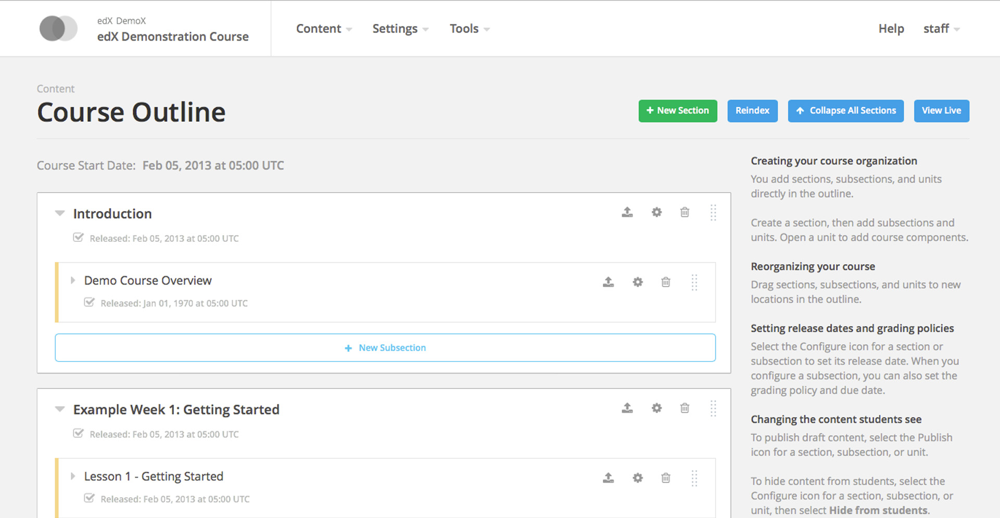 edX DemoX
edX Demonstration Course
Content
Settings
Tools
Help
staff
Content
Course Outline
New Section
Reindex
Collapse All Sections
View Live
Course Start Date: Feb 05, 2013 at 05:00 UTC
Introduction
Released: Feb 05, 2013 at 05:00 UTC
Demo Course Overview
Released: Jan 01, 1970 at 05:00 UTC
+ New Subsection
Example Week 1: Getting Started
Released: Feb 05, 2013 at 05:00 UTC
Lesson 1 - Getting Started
Released: Feb 05, 2013 at 05:00 UTC
Creating your course organization
You add sections, subsections, and units
directly in the outline.
Create a section, then add subsections and
units. Open a unit to add course components.
Reorganizing your course
Drag sections, subsections, and units to new
locations in the outline.
Setting release dates and grading policies
Select the Configure icon for a section or
subsection to set its release date. When you
configure a subsection, you can also set the
grading policy and due date.
Changing the content students see
To publish draft content, select the Publish
icon for a section, subsection, or unit.
To hide content from students, select the
Configure icon for a section, subsection, or
unit, then select Hide from students.